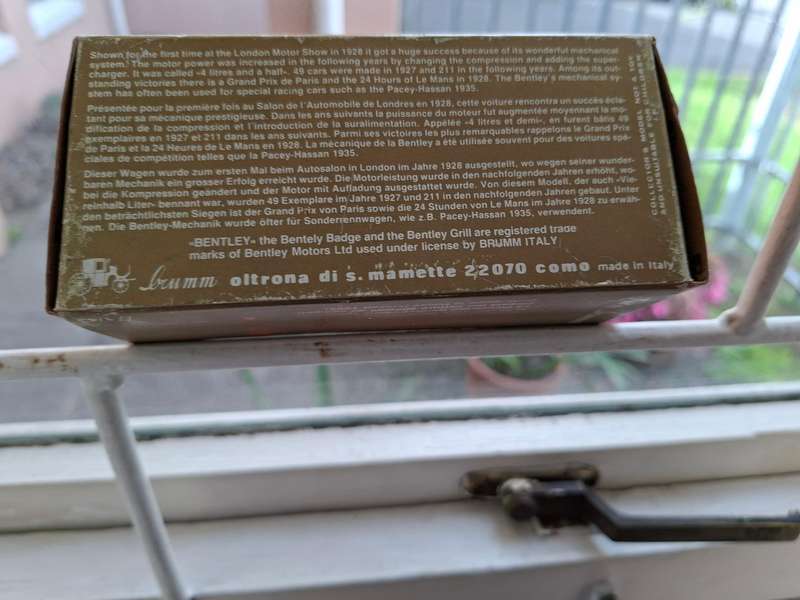 Shown for the first time at the London Motor Show in 1928 it got a huge success because of its wonderful mechanical
system. The motor power was increased in the following years by changing the compression and adding the super-
charger. It was called «4 litres and a half». 49 cars were made in 1927 and 211 in the following years. Among its out-
standing victories there is a Grand Prix de Paris and the 24 Hours of Le Mans in 1928. The Bentley's mechanical sy-
stem has often been used for special racing cars such as the Pacey-Hassan 1935.
Présentée pour la première fois au Salon de l'Automobile de Londres en 1928, cette voiture rencontra un succès écla-
tant pour sa mécanique prestigieuse. Dans les ans suivants la puissance du moteur fut augmentée moyennant la mo-
dification de la compression et l'introduction de la suralimentation. Appelée «4 litres et demi», en furent bâtis 49
exemplaires en 1927 et 211 dans les ans suivants. Parmi ses victoires les plus remarquables rappelons le Grand Prix
de Paris et la 24 Heures de Le Mans en 1928. La mécanique de la Bentley a été utilisée souvent pour des voitures spé-
ciales de compétition telles que la Pacey-Hassan 1935.
Dieser Wagen wurde zum ersten Mal beim Autosalon in London im Jahre 1928 ausgestellt, wo wegen seiner wunder-
baren Mechanik ein grosser Erfolg erreicht wurde. Die Motorleistung wurde in den nachfolgenden Jahren erhöht, wo-
bei die Kompression geändert und der Motor mit Aufladung ausgestattet wurde. Von diesem Modell, der auch «Vie-
reinhalb Liter» bennant war, wurden 49 Exemplare im Jahre 1927 und 211 in den nachfolgenden Jahren gebaut. Unter
den beträchtlichsten Siegen ist der Grand Prix von Paris sowie die 24 Stunden von Le Mans im Jahre 1928 zu erwäh-
nen. Die Bentley-Mechanik wurde öfter für Sonderrennwagen, wie z.B. Pacey-Hassan 1935, verwendet.
«BENTLEY» the Bentely Badge and the Bentley Grill are registered trade
marks of Bentley Motors Ltd used under license by BRUMM ITALY
brumm oltrona di s. mamette 22070 como made in Italy
COLLECTOR'S MODEL NOT A TOY
AND UNSUITABLE